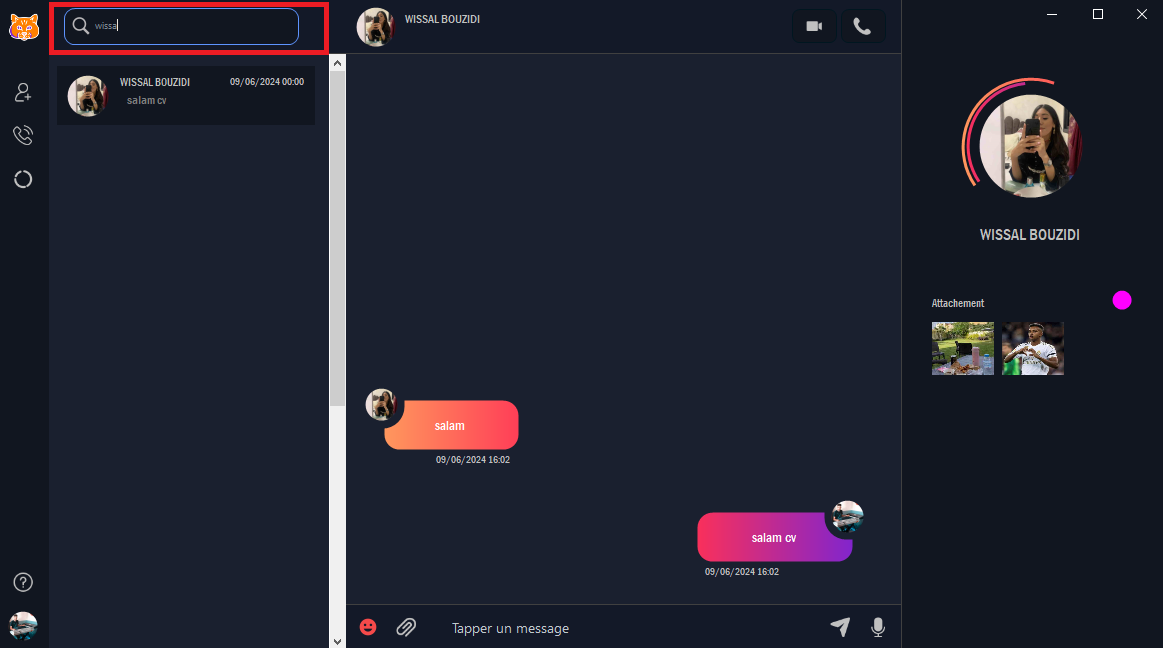 wissa
WISSAL BOUZIDI
09/06/2024 00:00
salam cv
WISSAL BOUZIDI
salam
09/06/2024 16:02
salam cv
09/06/2024 16:02
Tapper un message
WISSAL BOUZIDI
Attachement